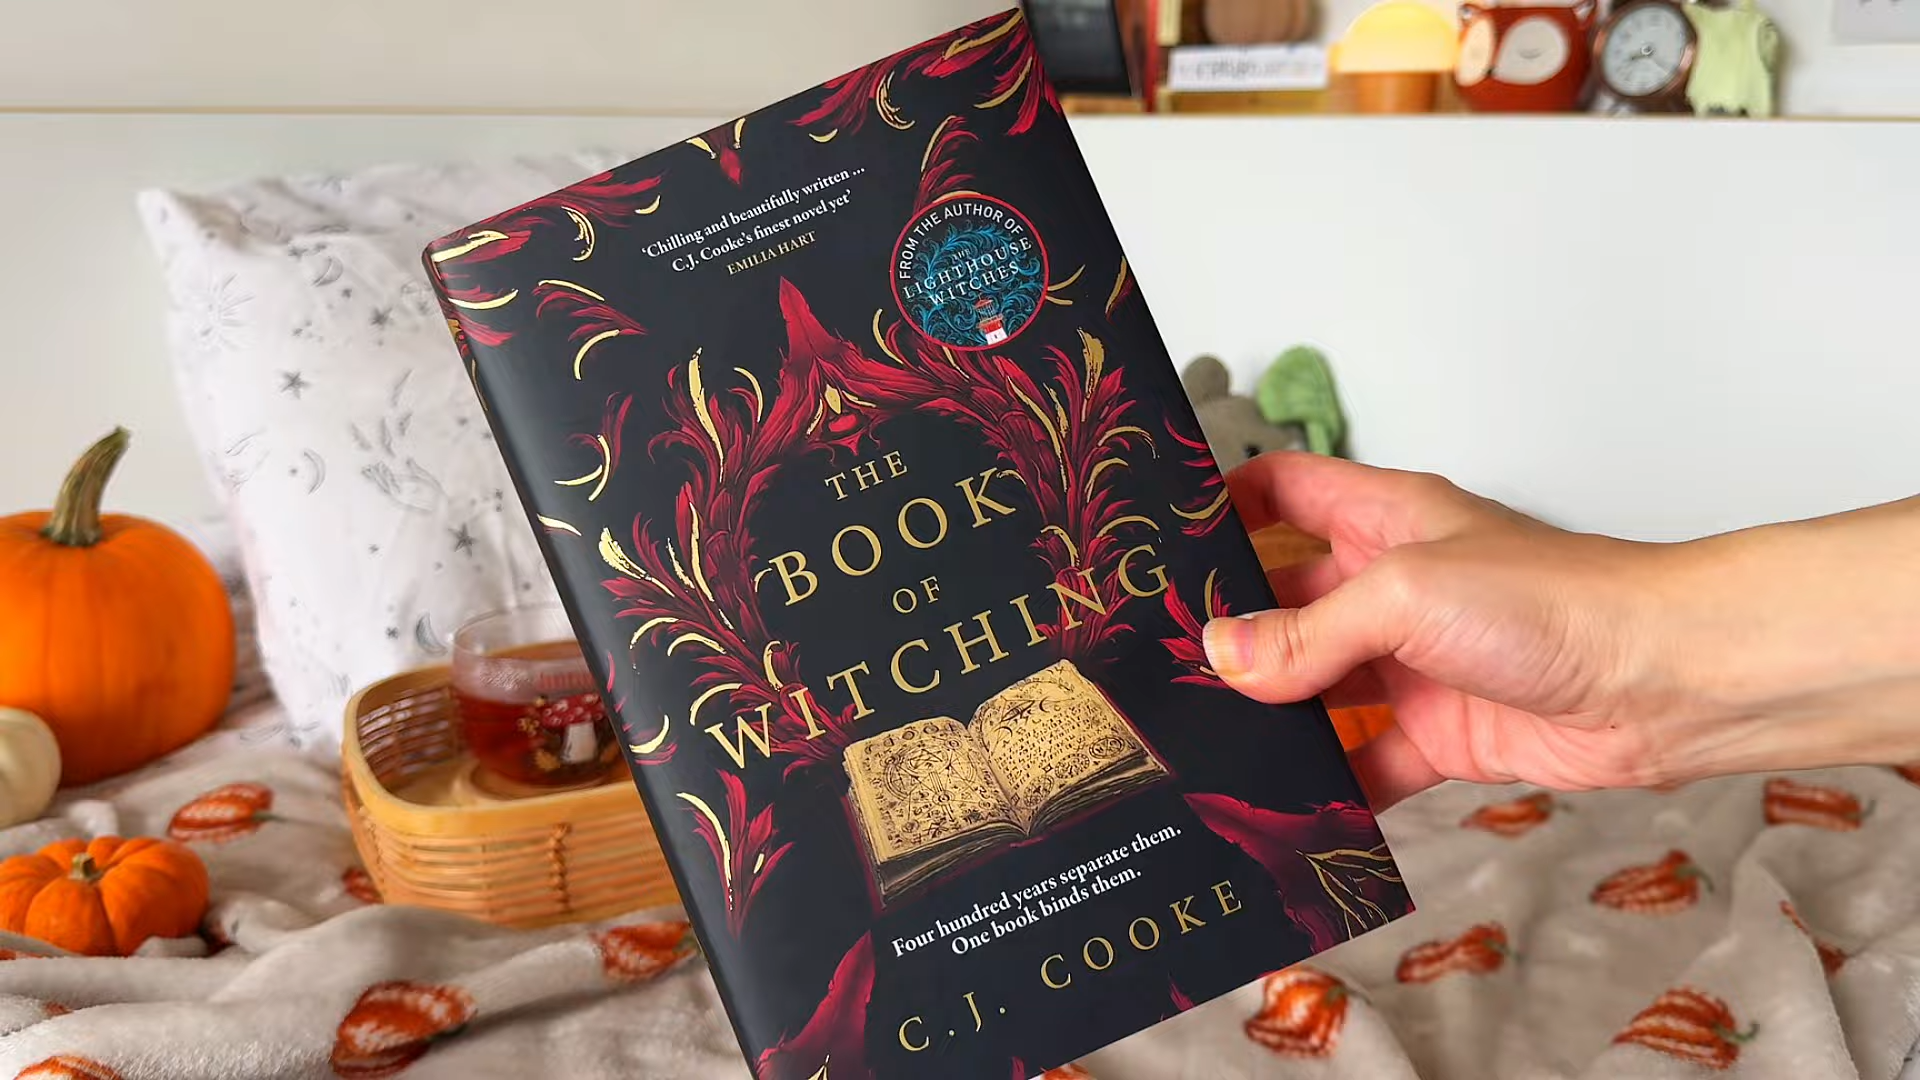 ‘Chilling and beautifully written ...
C.J. Cooke's finest novel yet’
EMILIA HART
FROM THE AUTHOR OF
THE
LIGHTHOUSE
WITCHES
THE
BOOK
OF
WITCHING
Four hundred years separate them.
One book binds them.
C.J. COOKE